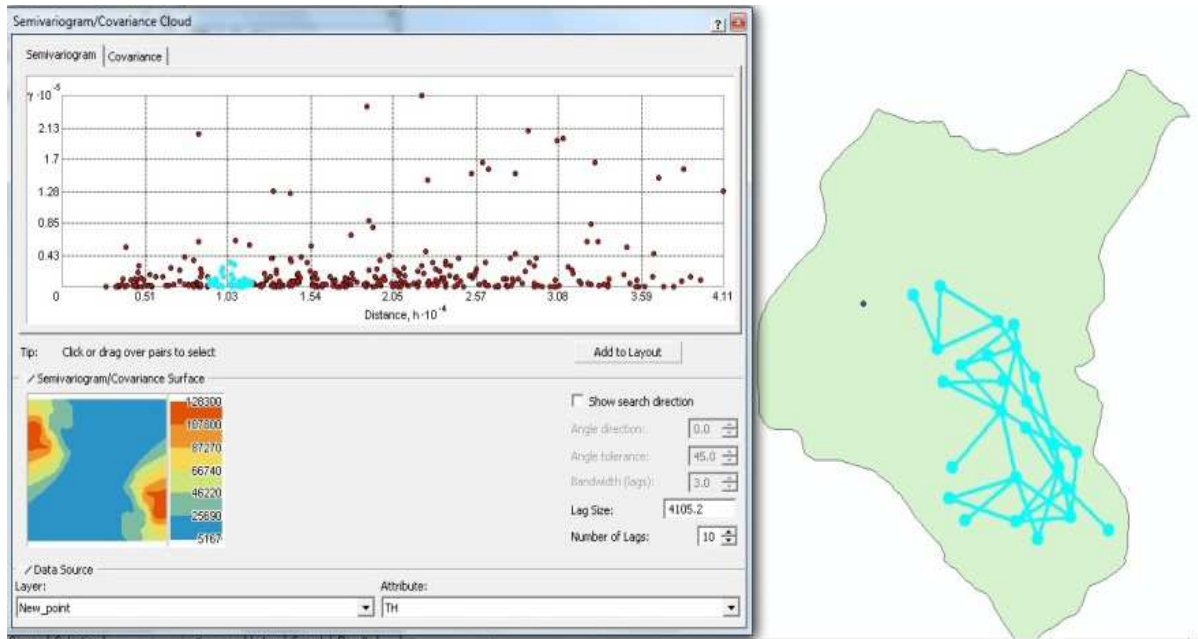 Semivariogram/Covariance Cloud
Semivariogram Covariance
γ·10⁻⁵
2.13
1.7
1.28
0.85
0.43
0 0.51 1.03 1.54 2.05 2.57 3.08 3.59 4.11
Distance, h·10⁻⁴
Tip: Click or drag over pairs to select
Add to Layout
Semivariogram/Covariance Surface
128300
107800
87270
66740
46220
25690
5167
Show search direction
Angle direction: 0.0
Angle tolerance: 45.0
Bandwidth (lags): 3.0
Lag Size: 4105.2
Number of Lags: 10
Data Source
Layer: Attribute:
New_point TH